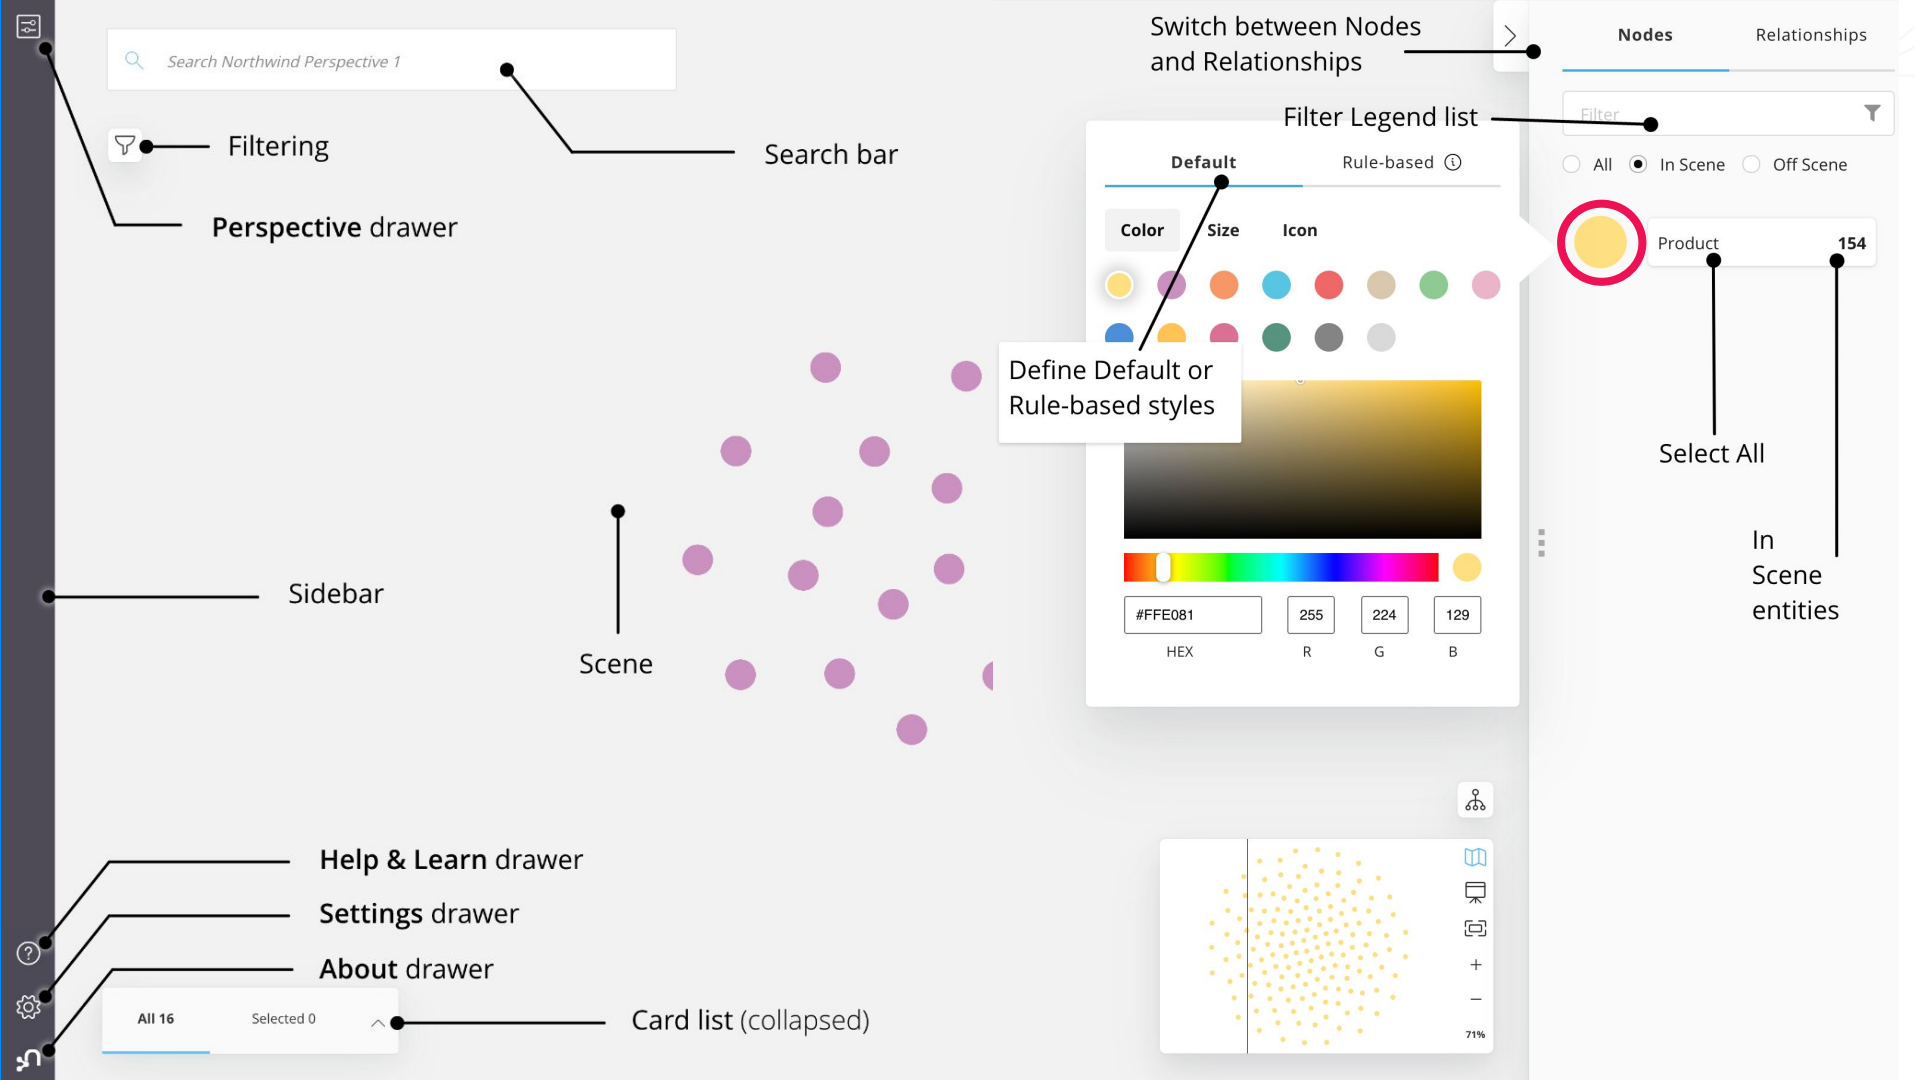 Search Northwind Perspective 1
Filtering
Search bar
Perspective drawer
Sidebar
Scene
Help & Learn drawer
Settings drawer
About drawer
All 16
Selected 0
Card list (collapsed)
Switch between Nodes
and Relationships
Filter Legend list
Default
Rule-based
Color
Size
Icon
Define Default or
Rule-based styles
#FFE081
255
224
129
HEX
R
G
B
71%
Nodes
Relationships
Filter
All
In Scene
Off Scene
Product
154
Select All
In
Scene
entities